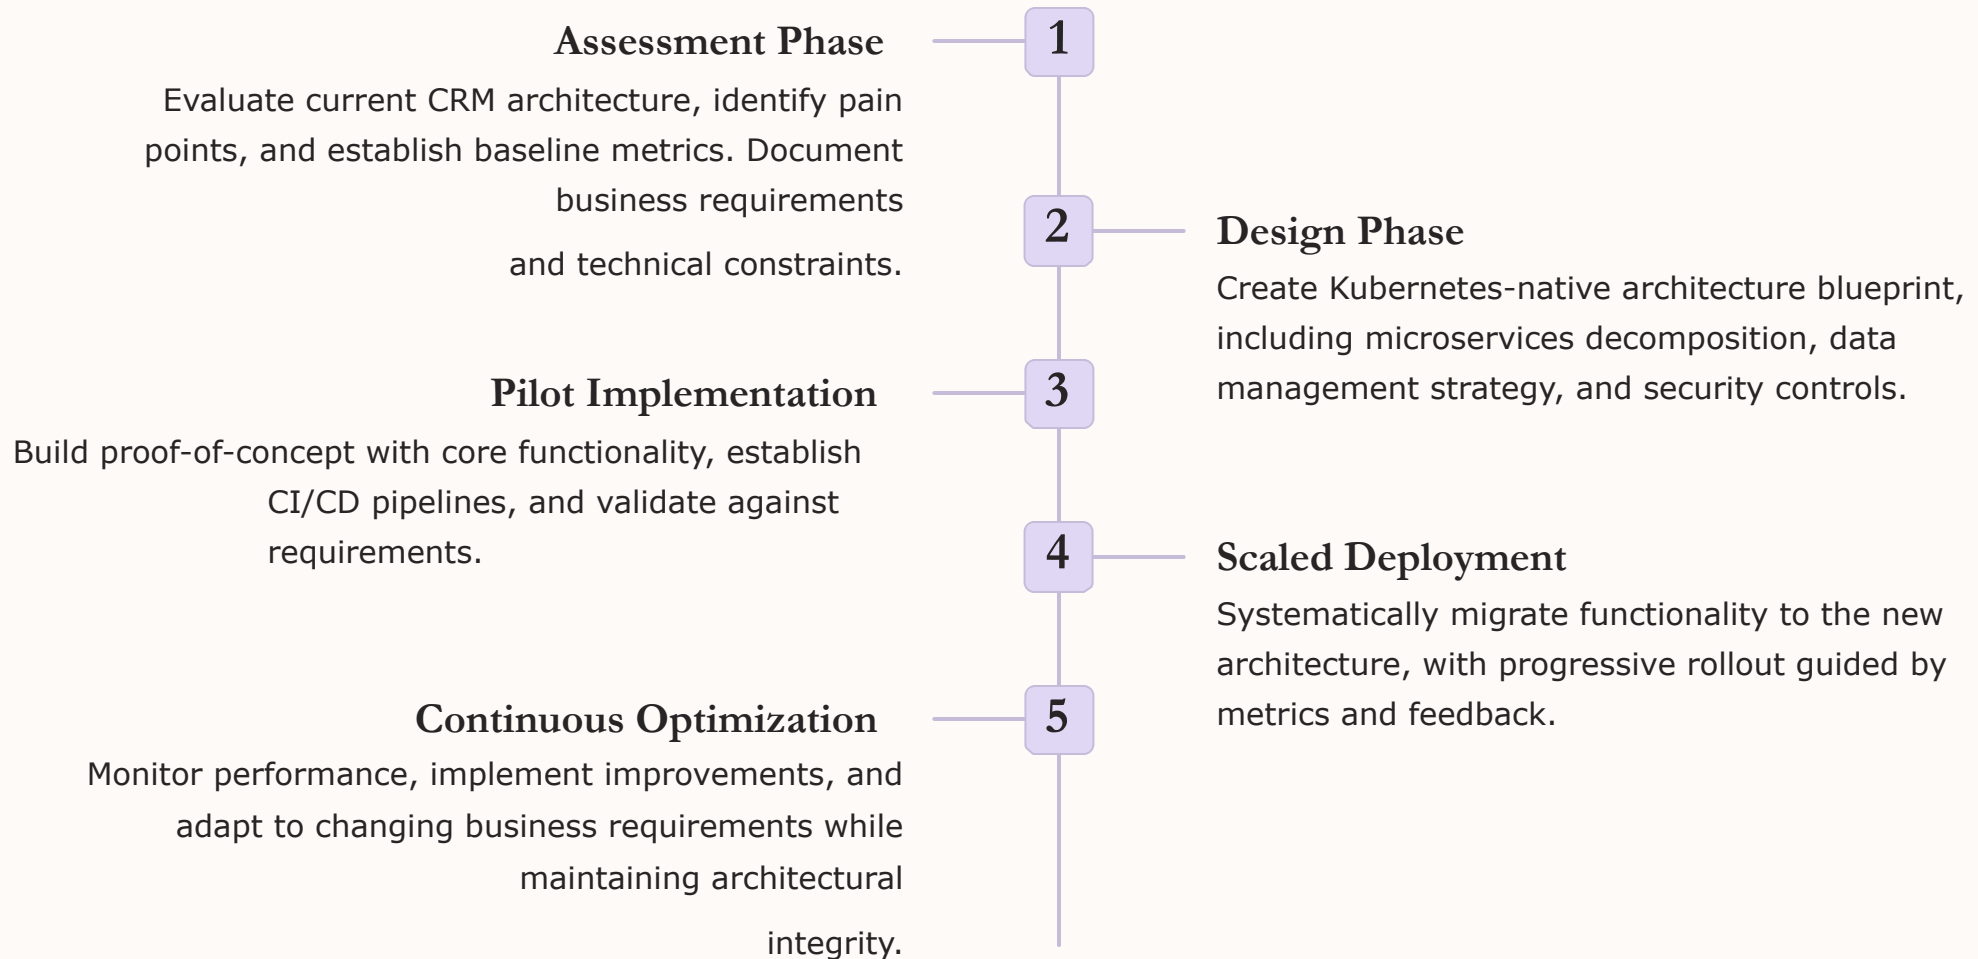 1
Assessment Phase
Evaluate current CRM architecture, identify pain
points, and establish baseline metrics. Document
business requirements
and technical constraints.
2
Design Phase
Create Kubernetes-native architecture blueprint,
including microservices decomposition, data
management strategy, and security controls.
3
Pilot Implementation
Build proof-of-concept with core functionality, establish
CI/CD pipelines, and validate against
requirements.
4
Scaled Deployment
Systematically migrate functionality to the new
architecture, with progressive rollout guided by
metrics and feedback.
5
Continuous Optimization
Monitor performance, implement improvements, and
adapt to changing business requirements while
maintaining architectural
integrity.